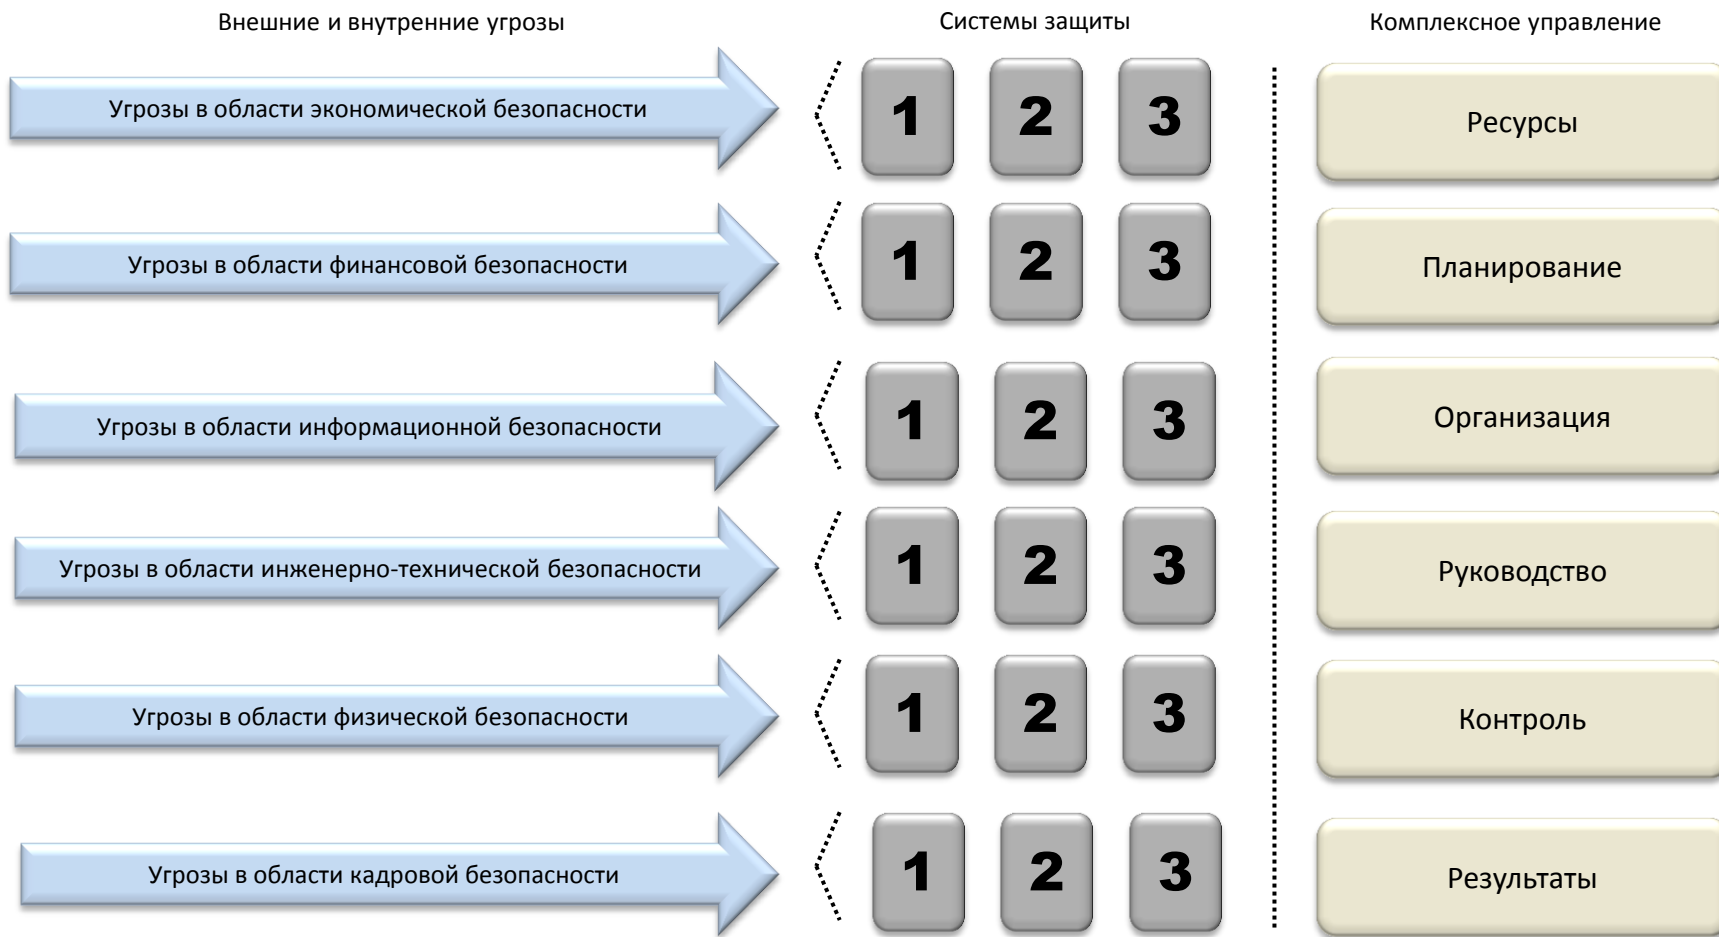 Внешние и внутренние угрозы
Системы защиты
Комплексное управление
Угрозы в области экономической безопасности
1 2 3
Ресурсы
Угрозы в области финансовой безопасности
1 2 3
Планирование
Угрозы в области информационной безопасности
1 2 3
Организация
Угрозы в области инженерно-технической безопасности
1 2 3
Руководство
Угрозы в области физической безопасности
1 2 3
Контроль
Угрозы в области кадровой безопасности
1 2 3
Результаты